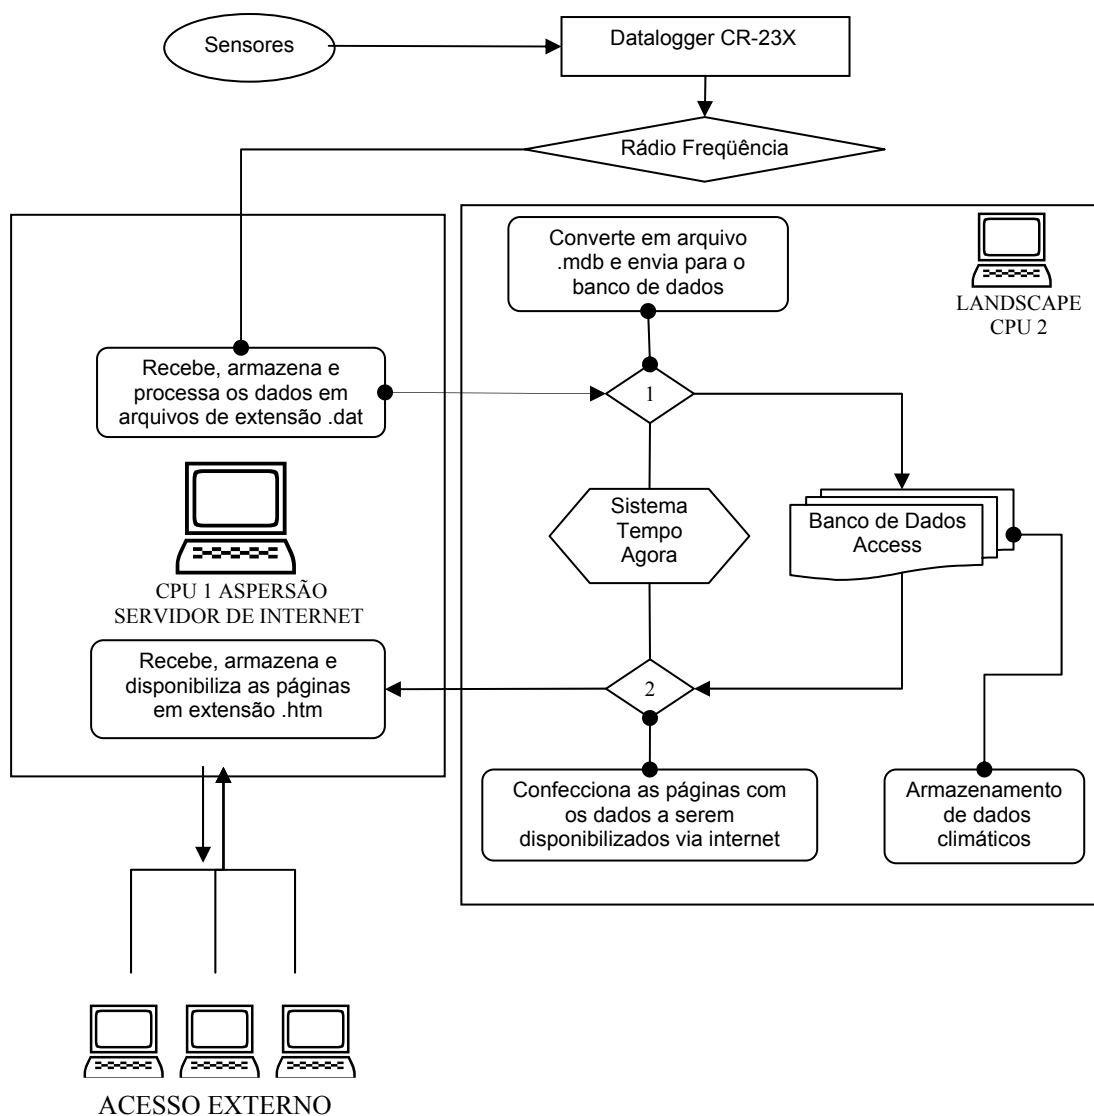 Sensores
Datalogger CR-23X
Rádio Freqüência
Converte em arquivo
.mdb e envia para o
banco de dados
LANDSCAPE
CPU 2
Recebe, armazena e
processa os dados em
arquivos de extensão .dat
1
Sistema
Tempo
Agora
Banco de Dados
Access
CPU 1 ASPERSÃO
SERVIDOR DE INTERNET
Recebe, armazena e
disponibiliza as páginas
em extensão .htm
2
Confecciona as páginas com
os dados a serem
disponibilizados via internet
Armazenamento
de dados
climáticos
ACESSO EXTERNO